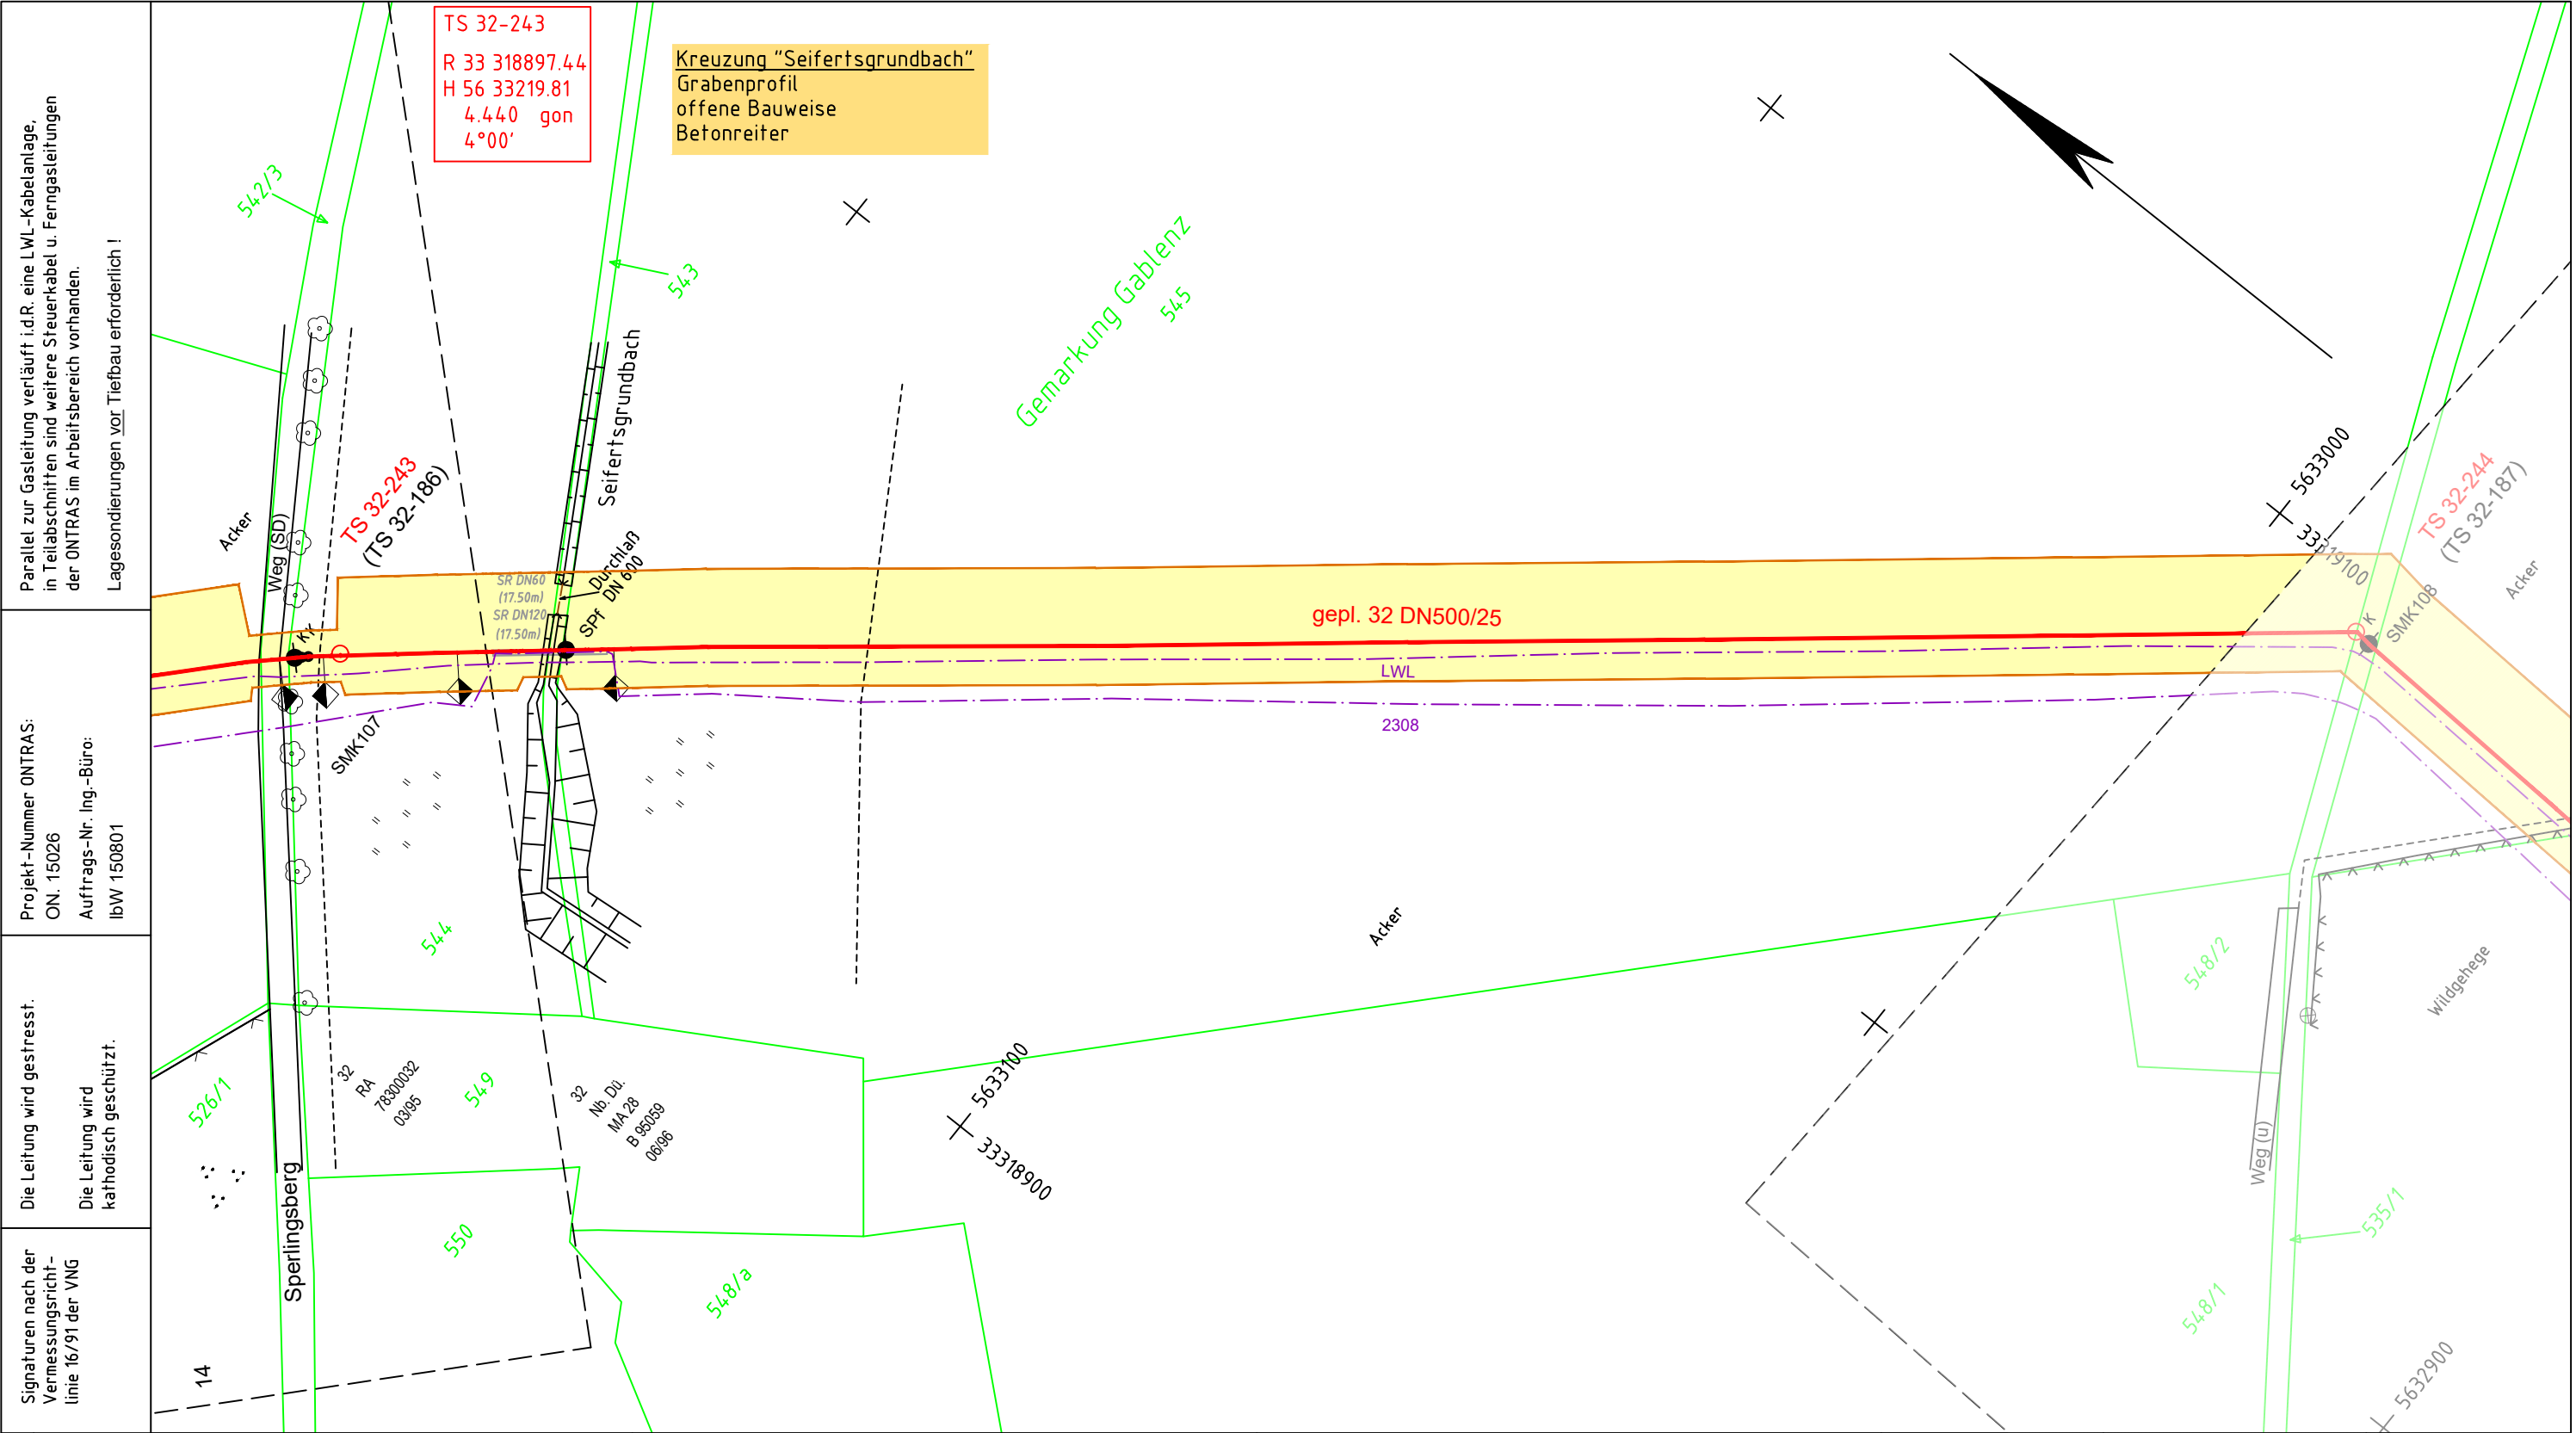 Parallel zur Gasleitung verläuft i.d.R. eine LWL-Kabelanlage,
in Teilabschnitten sind weitere Steuerkabel u. Ferngasleitungen
der ONTRAS im Arbeitsbereich vorhanden.
Lagesondierungen vor Tiefbau erforderlich !
Projekt-Nummer ONTRAS:
ON. 15026
Auftrags-Nr. Ing.-Büro:
IbW 150801
Die Leitung wird gestresst.
Die Leitung wird
kathodisch geschützt.
Signaturen nach der
Vermessungsricht-
linie 16/91 der VNG
TS 32-243
R 33 318897.44
H 56 33219.81
4.440 gon
4°00'
Kreuzung "Seifertsgrundbach"
Grabenprofil
offene Bauweise
Betonreiter
542/3
543
Gemarkung Gablenz
545
Seifertsgrundbach
Acker
Weg (SD)
TS 32-243
(TS 32-186)
SR DN60
(17.50m)
SR DN120
(17.50m)
Durchlaß
DN 600
SPf
KK
gepl. 32 DN500/25
LWL
2308
SMK107
5633000
33319100
TS 32-244
(TS 32-187)
Acker
K
SMK108
544
Acker
548/2
Wildgehege
526/1
32
RA
78300032
03/95
549
32
Nb. Dü.
MA 28
B 95059
06/96
5633100
33318900
Weg (u)
Sperlingsberg
550
548/a
535/1
548/1
14
5632900